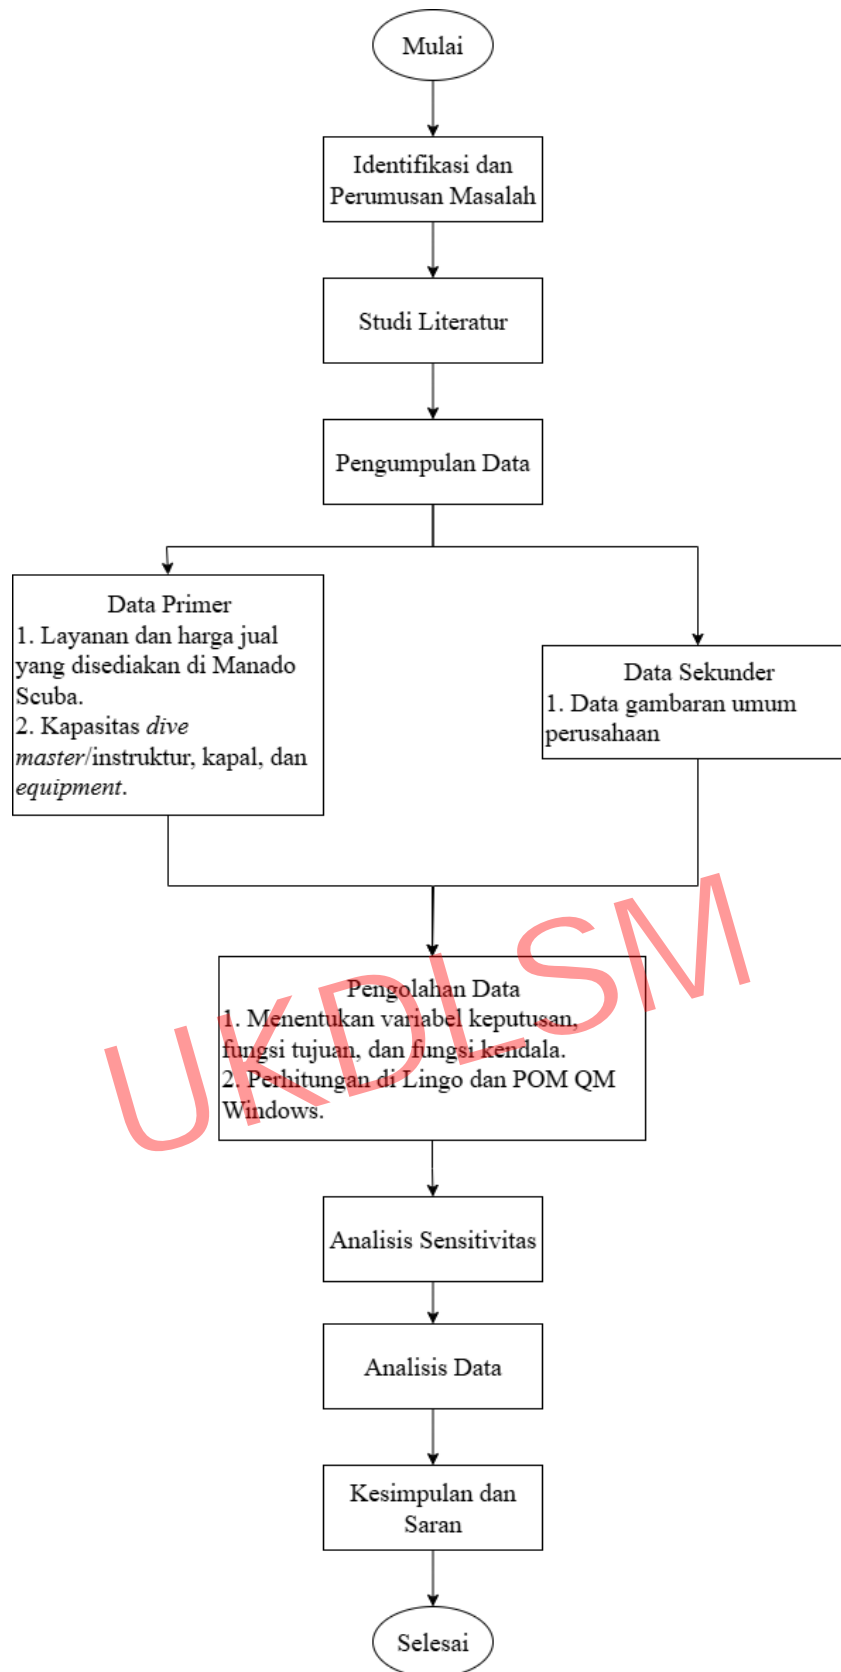 Mulai
Identifikasi dan
Perumusan Masalah
Studi Literatur
Pengumpulan Data
Data Primer
1. Layanan dan harga jual
yang disediakan di Manado
Scuba.
2. Kapasitas dive
master/instruktur, kapal, dan
equipment.
Data Sekunder
1. Data gambaran umum
perusahaan
Pengolahan Data
1. Menentukan variabel keputusan,
fungsi tujuan, dan fungsi kendala.
2. Perhitungan di Lingo dan POM QM
Windows.
UKDLSM
Analisis Sensitivitas
Analisis Data
Kesimpulan dan
Saran
Selesai